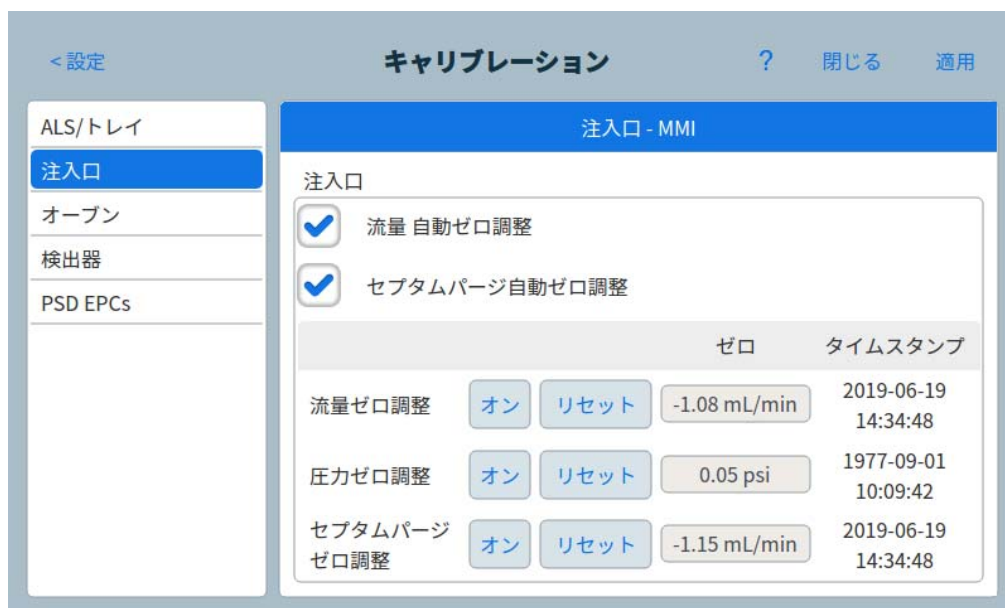 < 設定 キャリブレーション ? 閉じる 適用
ALS/トレイ
注入口
オーブン
検出器
PSD EPCs
注入口 - MMI
注入口
流量 自動ゼロ調整
セプタムパージ自動ゼロ調整
ゼロ タイムスタンプ
流量ゼロ調整 オン リセット -1.08 mL/min 2019-06-19
14:34:48
圧力ゼロ調整 オン リセット 0.05 psi 1977-09-01
10:09:42
セプタムパージ
ゼロ調整 オン リセット -1.15 mL/min 2019-06-19
14:34:48